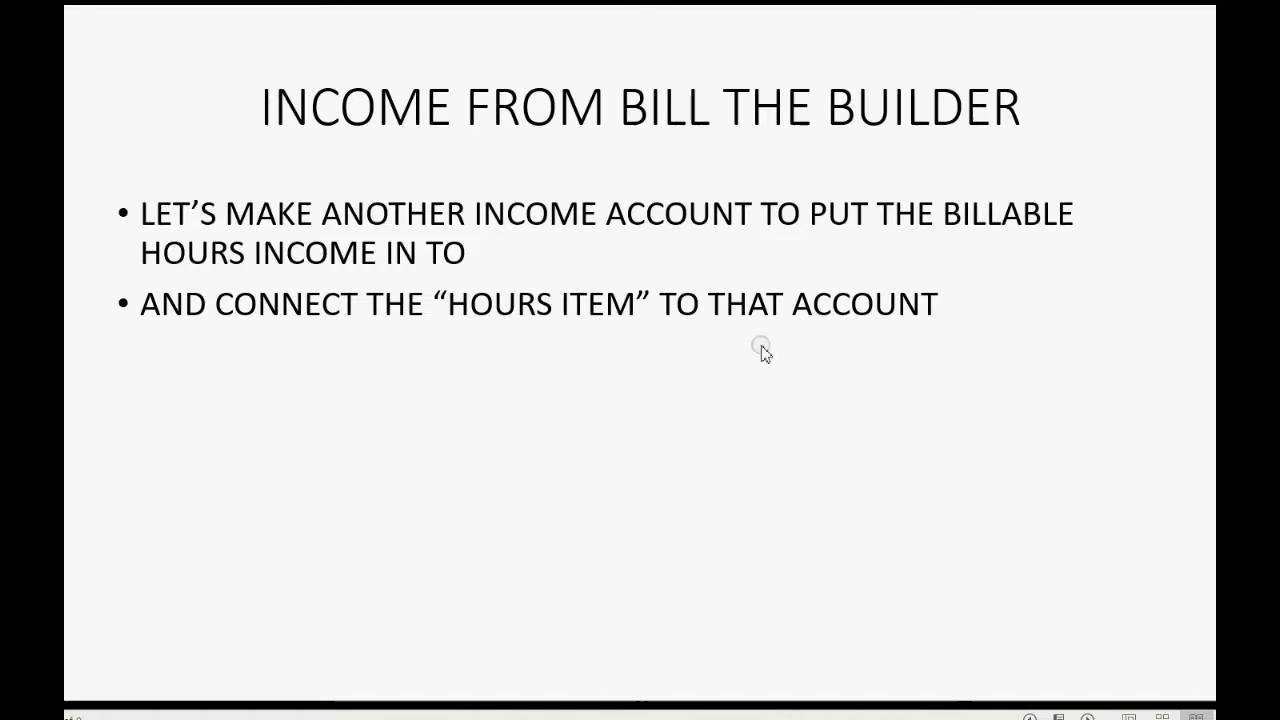 INCOME FROM BILL THE BUILDER
• LET’S MAKE ANOTHER INCOME ACCOUNT TO PUT THE BILLABLE
HOURS INCOME IN TO
• AND CONNECT THE “HOURS ITEM” TO THAT ACCOUNT